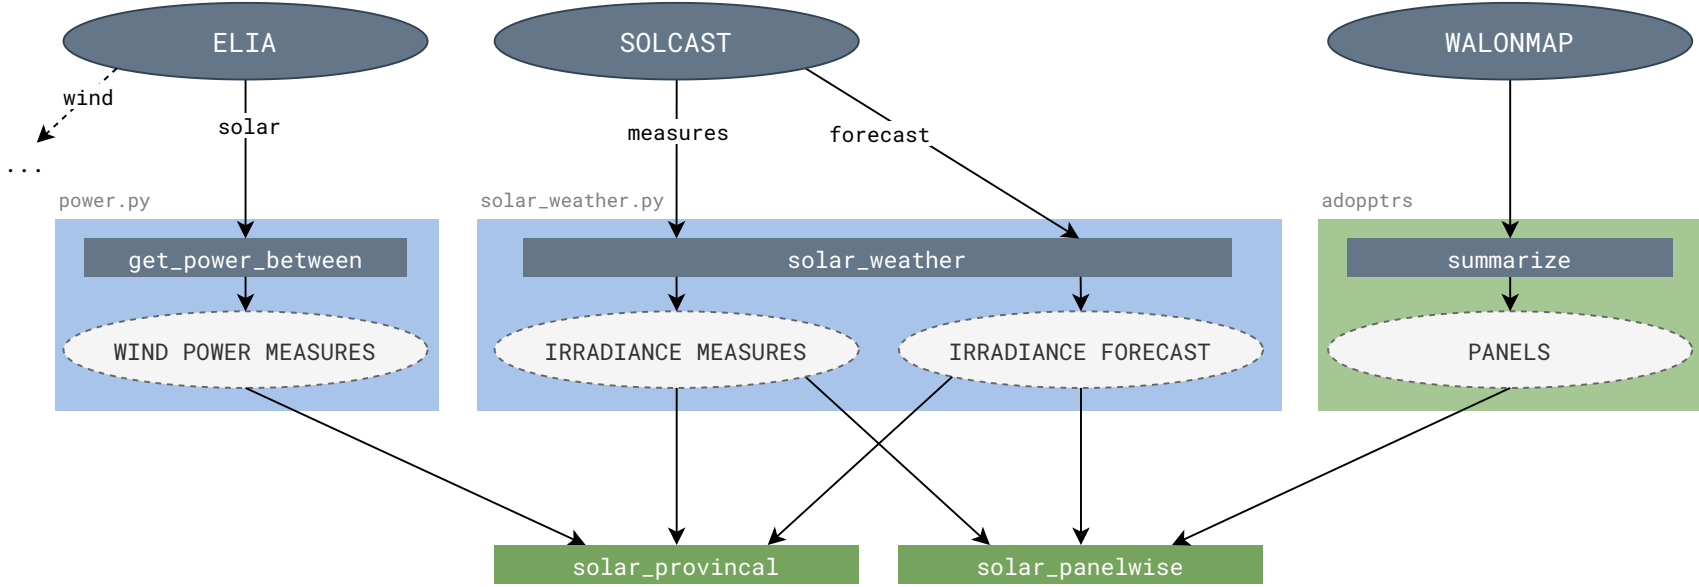 ELIA
SOLCAST
WALONMAP
wind
solar
measures
forecast
...
power.py
solar_weather.py
adopptrs
get_power_between
solar_weather
summarize
WIND POWER MEASURES
IRRADIANCE MEASURES
IRRADIANCE FORECAST
PANELS
solar_provincal
solar_panelwise